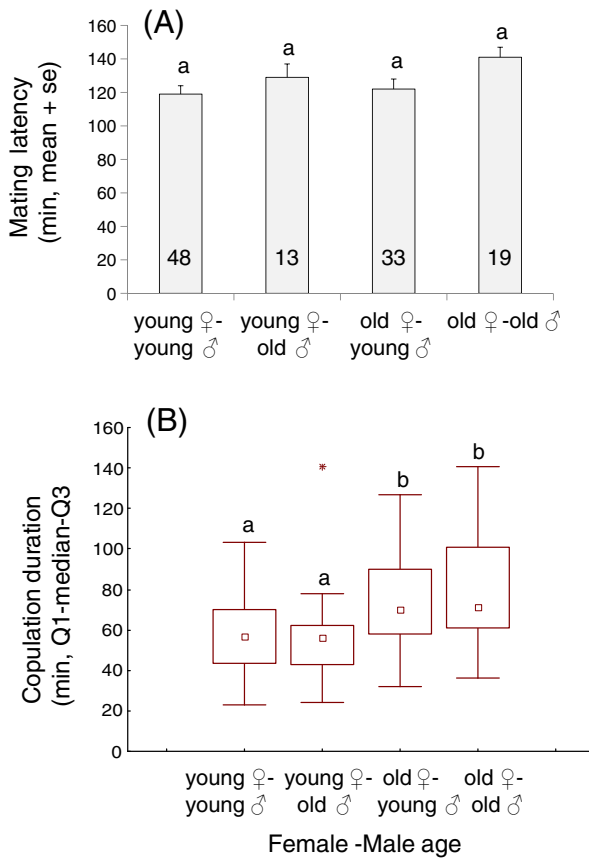 (A)
Mating latency
(min, mean + se)
160
140
120
100
80
60
40
20
0
a
a
a
a
48
13
33
19
young ♀-
young ♂
young ♀-
old ♂
old ♀-
young ♂
old ♀-old ♂
(B)
Copulation duration
(min, Q1-median-Q3
160
140
120
100
80
60
40
20
0
a
a
b
b
young ♀-
young ♂
young ♀-
old ♂
old ♀-
young ♂
old ♀-
old ♂
Female -Male age